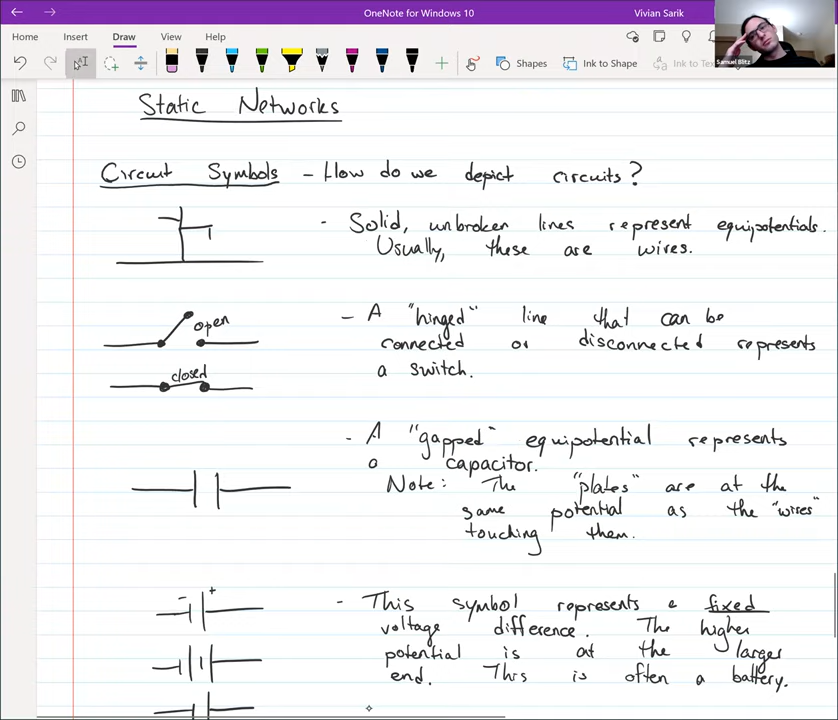 OneNote for Windows 10
Vivian Sarik
Home Insert Draw View Help
Samuel Blitz
Shapes Ink to Shape Ink to
Static Networks
Circuit Symbols - How do we depict circuits?
- Solid, unbroken lines represent equipotentials.
Usually, these are wires.
open
- A "hinged" line that can be
connected or disconnected represents
a switch.
closed
- A "gapped" equipotential represents
a capacitor.
Note: The "plates" are at the
same potential as the "wires"
touching them.
- +
- This symbol represents a fixed
voltage difference. The higher
potential is at the larger
end. This is often a battery.